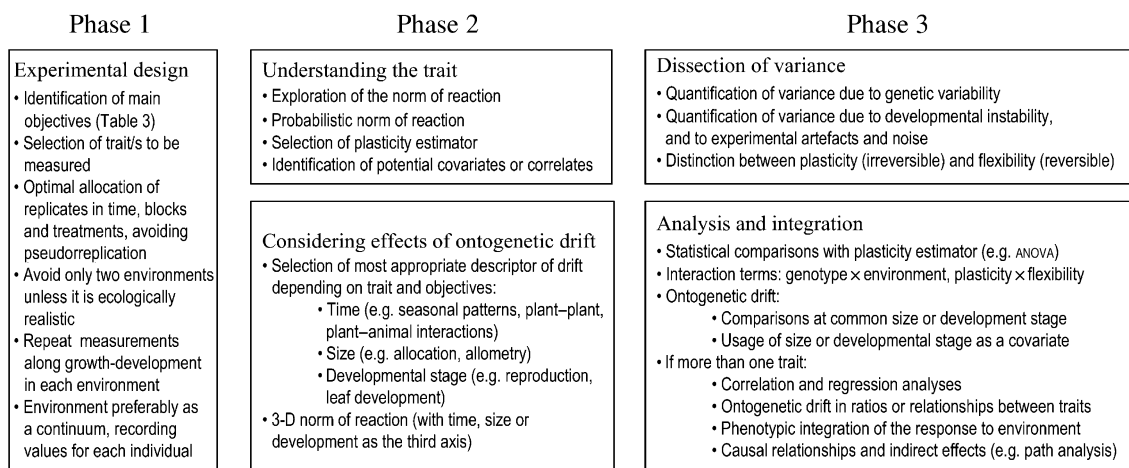 Phase 1
Experimental design
• Identification of main
objectives (Table 3)
• Selection of trait/s to be
measured
• Optimal allocation of
replicates in time, blocks
and treatments, avoiding
pseudorreplication
• Avoid only two environments
unless it is ecologically
realistic
• Repeat measurements
along growth-development
in each environment
• Environment preferably as
a continuum, recording
values for each individual
Phase 2
Understanding the trait
• Exploration of the norm of reaction
• Probabilistic norm of reaction
• Selection of plasticity estimator
• Identification of potential covariates or correlates
Considering effects of ontogenetic drift
• Selection of most appropriate descriptor of drift
depending on trait and objectives:
• Time (e.g. seasonal patterns, plant–plant,
plant–animal interactions)
• Size (e.g. allocation, allometry)
• Developmental stage (e.g. reproduction,
leaf development)
• 3-D norm of reaction (with time, size or
development as the third axis)
Phase 3
Dissection of variance
• Quantification of variance due to genetic variability
• Quantification of variance due to developmental instability,
and to experimental artefacts and noise
• Distinction between plasticity (irreversible) and flexibility (reversible)
Analysis and integration
• Statistical comparisons with plasticity estimator (e.g. ANOVA)
• Interaction terms: genotype × environment, plasticity × flexibility
• Ontogenetic drift:
• Comparisons at common size or development stage
• Usage of size or developmental stage as a covariate
• If more than one trait:
• Correlation and regression analyses
• Ontogenetic drift in ratios or relationships between traits
• Phenotypic integration of the response to environment
• Causal relationships and indirect effects (e.g. path analysis)